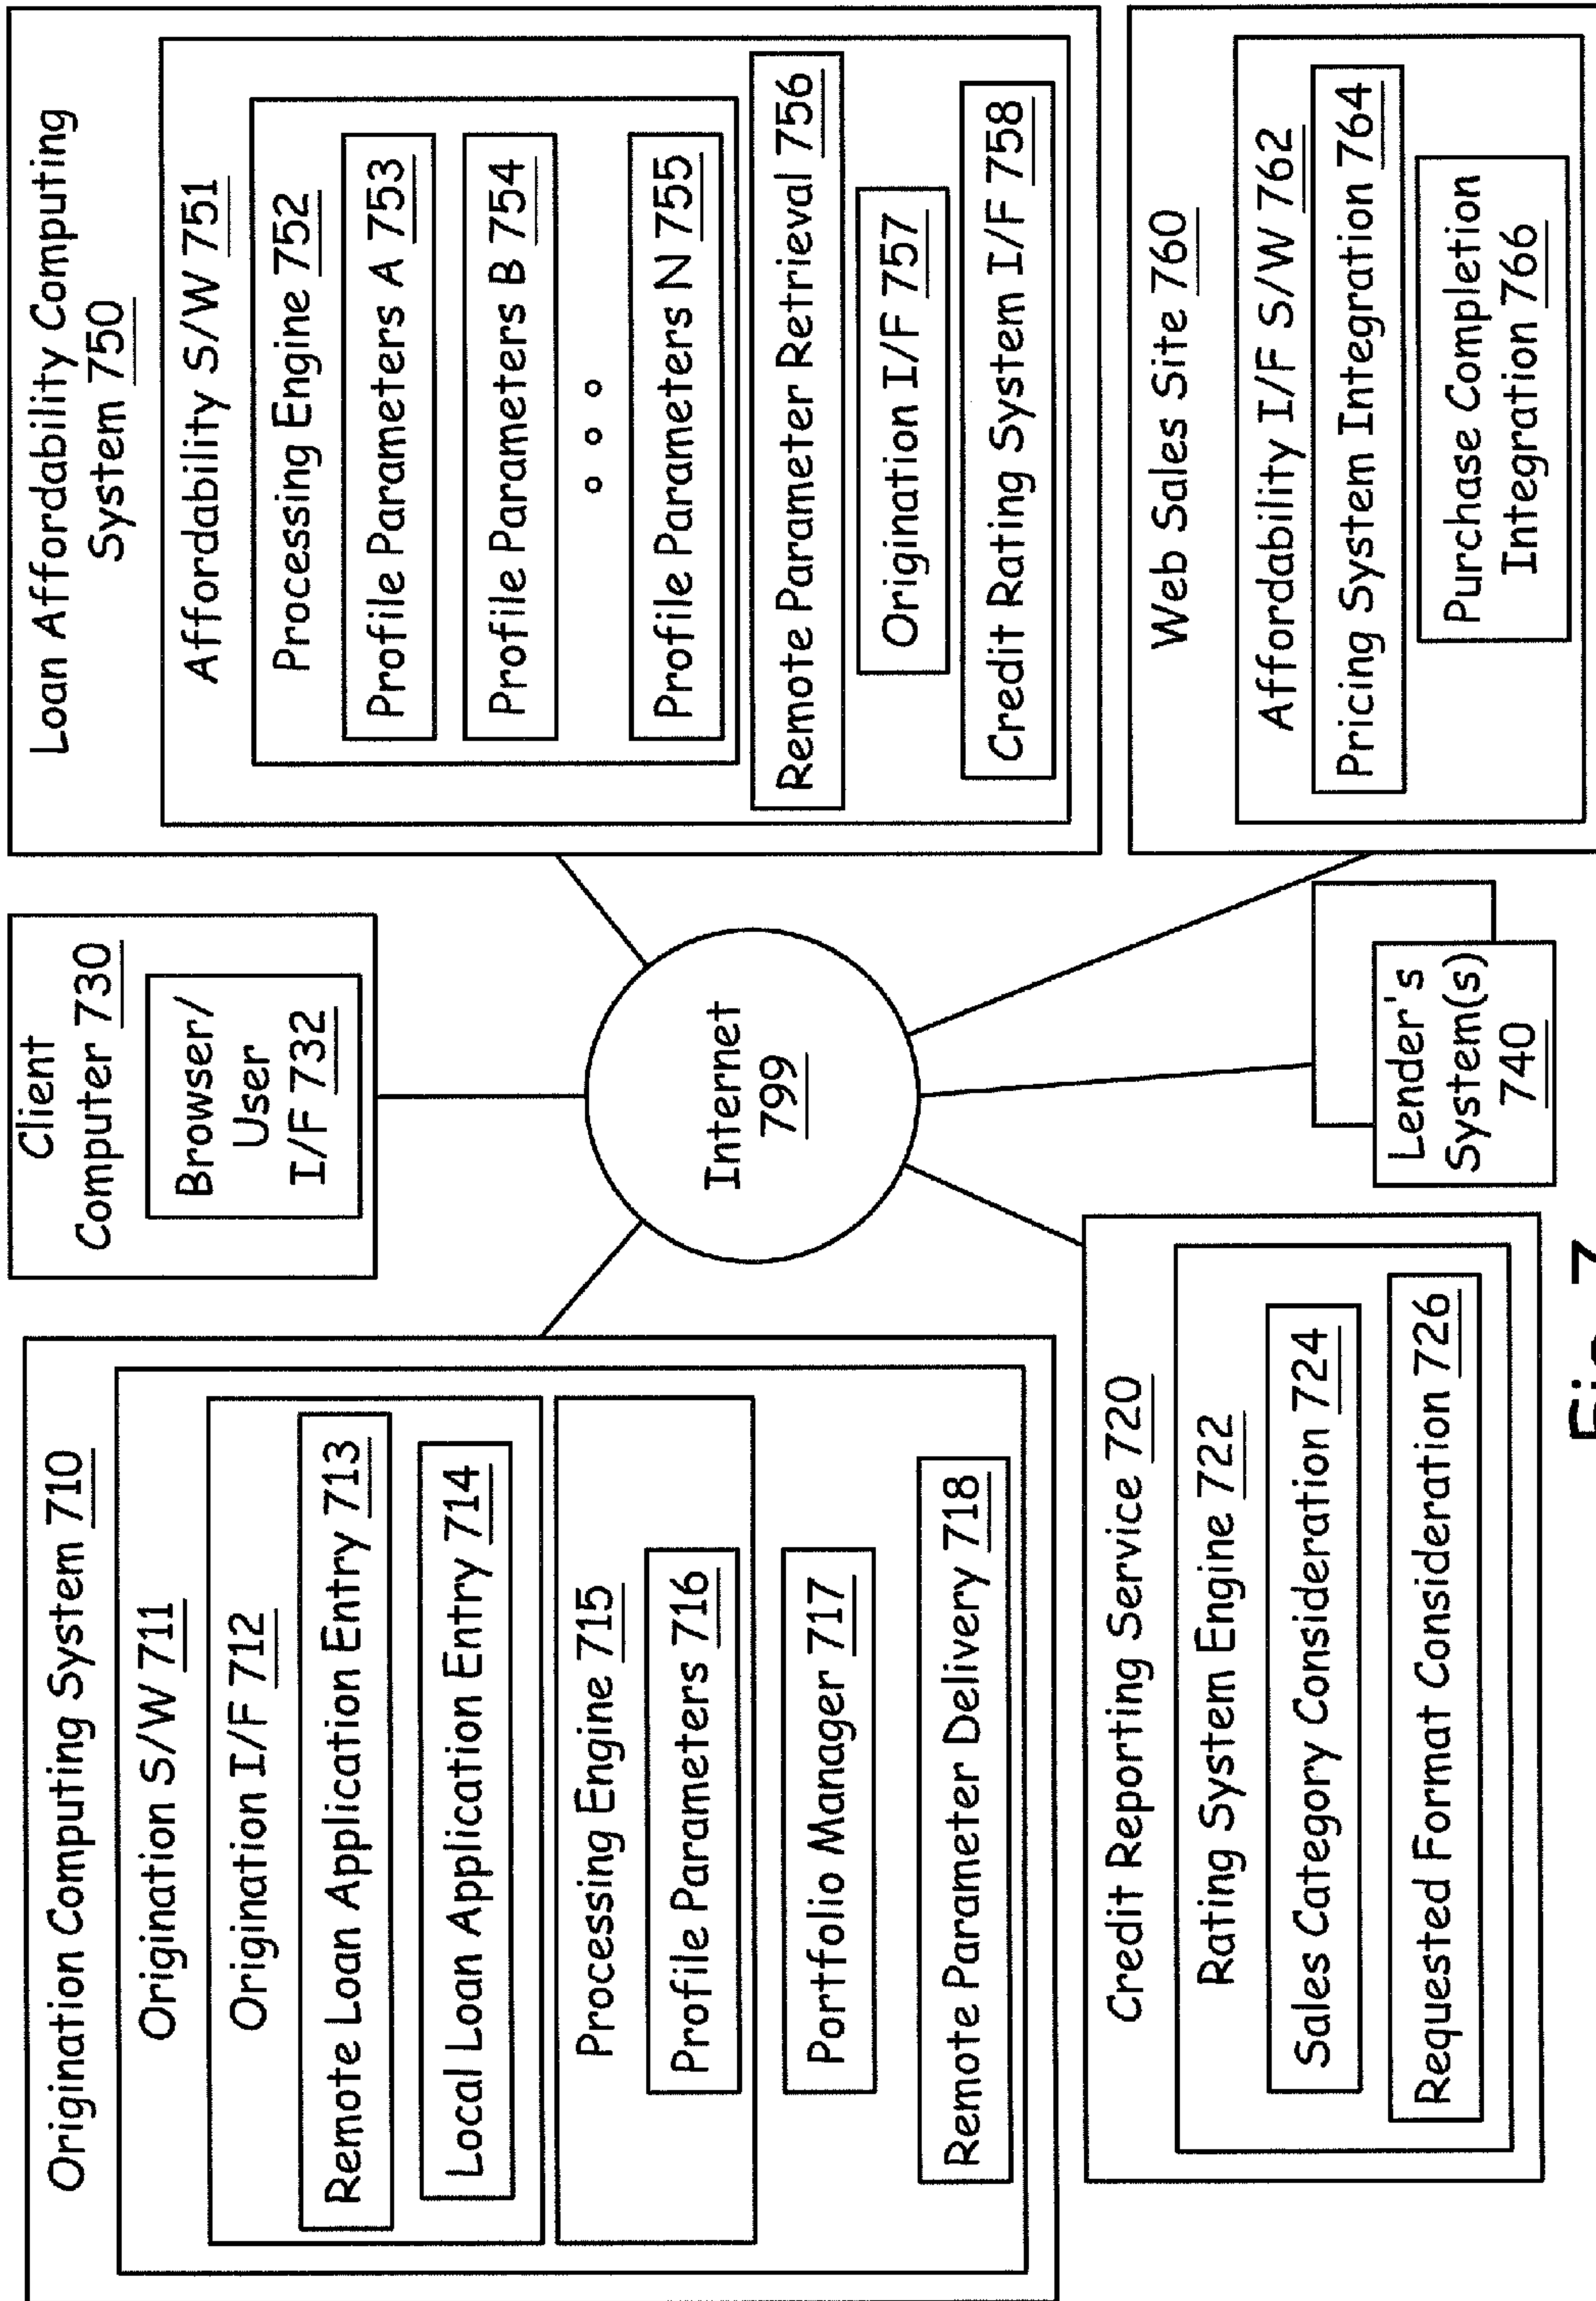 Origination Computing System 710
Origination S/W 711
Origination I/F 712
Remote Loan Application Entry 713
Local Loan Application Entry 714
Processing Engine 715
Profile Parameters 716
Portfolio Manager 717
Remote Parameter Delivery 718
Credit Reporting Service 720
Rating System Engine 722
Sales Category Consideration 724
Requested Format Consideration 726
Client
Computer 730
Browser/
User
I/F 732
Internet
799
Lender's
System(s)
740
Loan Affordability Computing
System 750
Affordability S/W 751
Processing Engine 752
Profile Parameters A 753
Profile Parameters B 754
Profile Parameters N 755
Remote Parameter Retrieval 756
Origination I/F 757
Credit Rating System I/F 758
Web Sales Site 760
Affordability I/F S/W 762
Pricing System Integration 764
Purchase Completion
Integration 766
Fig. 7